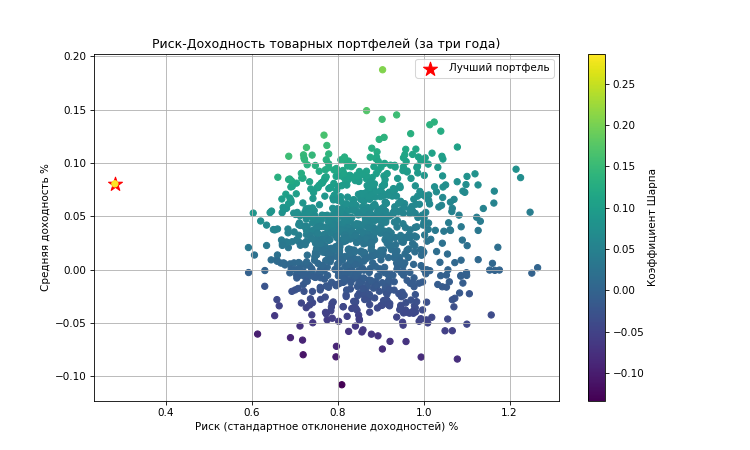 Риск-Доходность товарных портфелей (за три года)
Лучший портфель
Средняя доходность %
0.20
0.15
0.10
0.05
0.00
−0.05
−0.10
0.4 0.6 0.8 1.0 1.2
Риск (стандартное отклонение доходностей) %
0.25
0.20
0.15
0.10
0.05
0.00
−0.05
−0.10
Коэффициент Шарпа